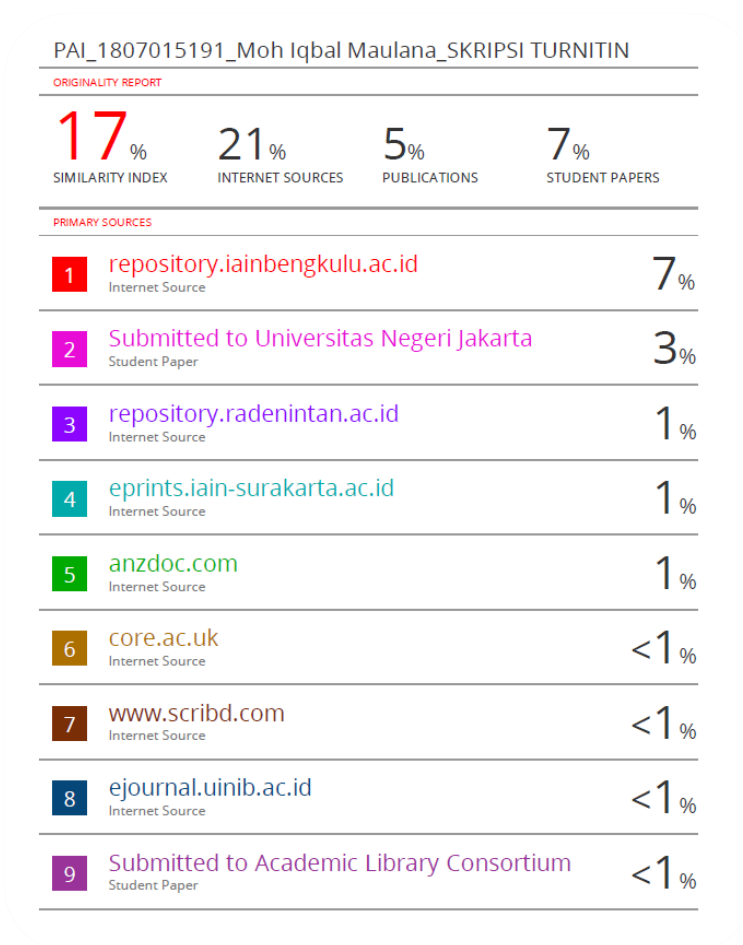 PAI_1807015191_Moh Iqbal Maulana_SKRIPSI TURNITIN
ORIGINALITY REPORT
17% 21% 5% 7%
SIMILARITY INDEX INTERNET SOURCES PUBLICATIONS STUDENT PAPERS
PRIMARY SOURCES
1 repository.iainbengkulu.ac.id 7%
Internet Source
2 Submitted to Universitas Negeri Jakarta 3%
Student Paper
3 repository.radenintan.ac.id 1%
Internet Source
4 eprints.iain-surakarta.ac.id 1%
Internet Source
5 anzdoc.com 1%
Internet Source
6 core.ac.uk <1%
Internet Source
7 www.scribd.com <1%
Internet Source
8 ejournal.uinib.ac.id <1%
Internet Source
9 Submitted to Academic Library Consortium <1%
Student Paper